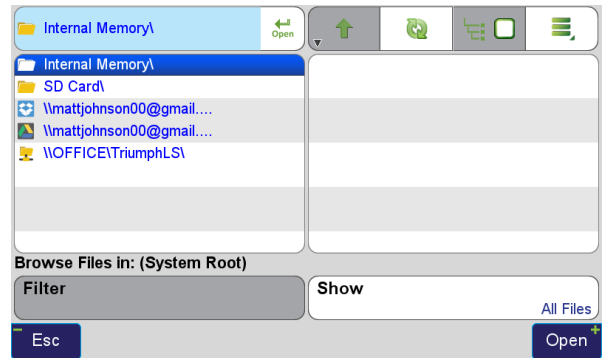 Internal Memory\
Open
Internal Memory\
SD Card\
\\mattjohnson00@gmail....
\\mattjohnson00@gmail....
\\OFFICE\TriumphLS\
Browse Files in: (System Root)
Filter
Show
All Files
Esc
Open